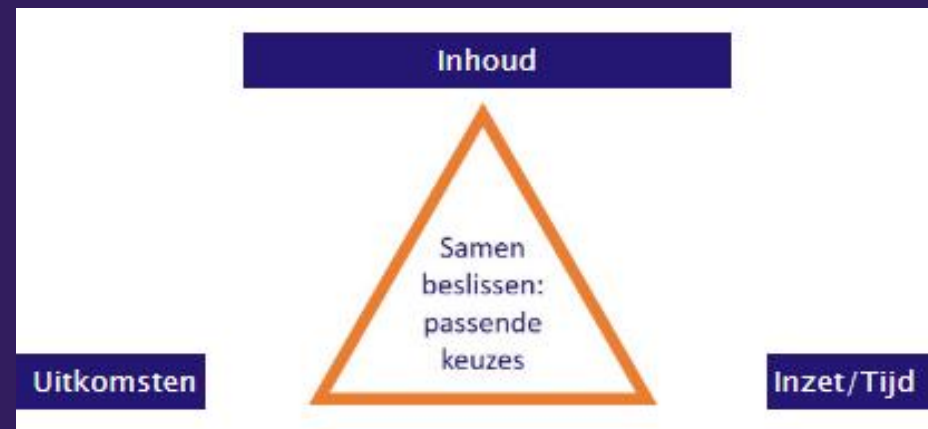 Inhoud
Samen
beslissen:
passende
keuzes
Uitkomsten
Inzet/Tijd